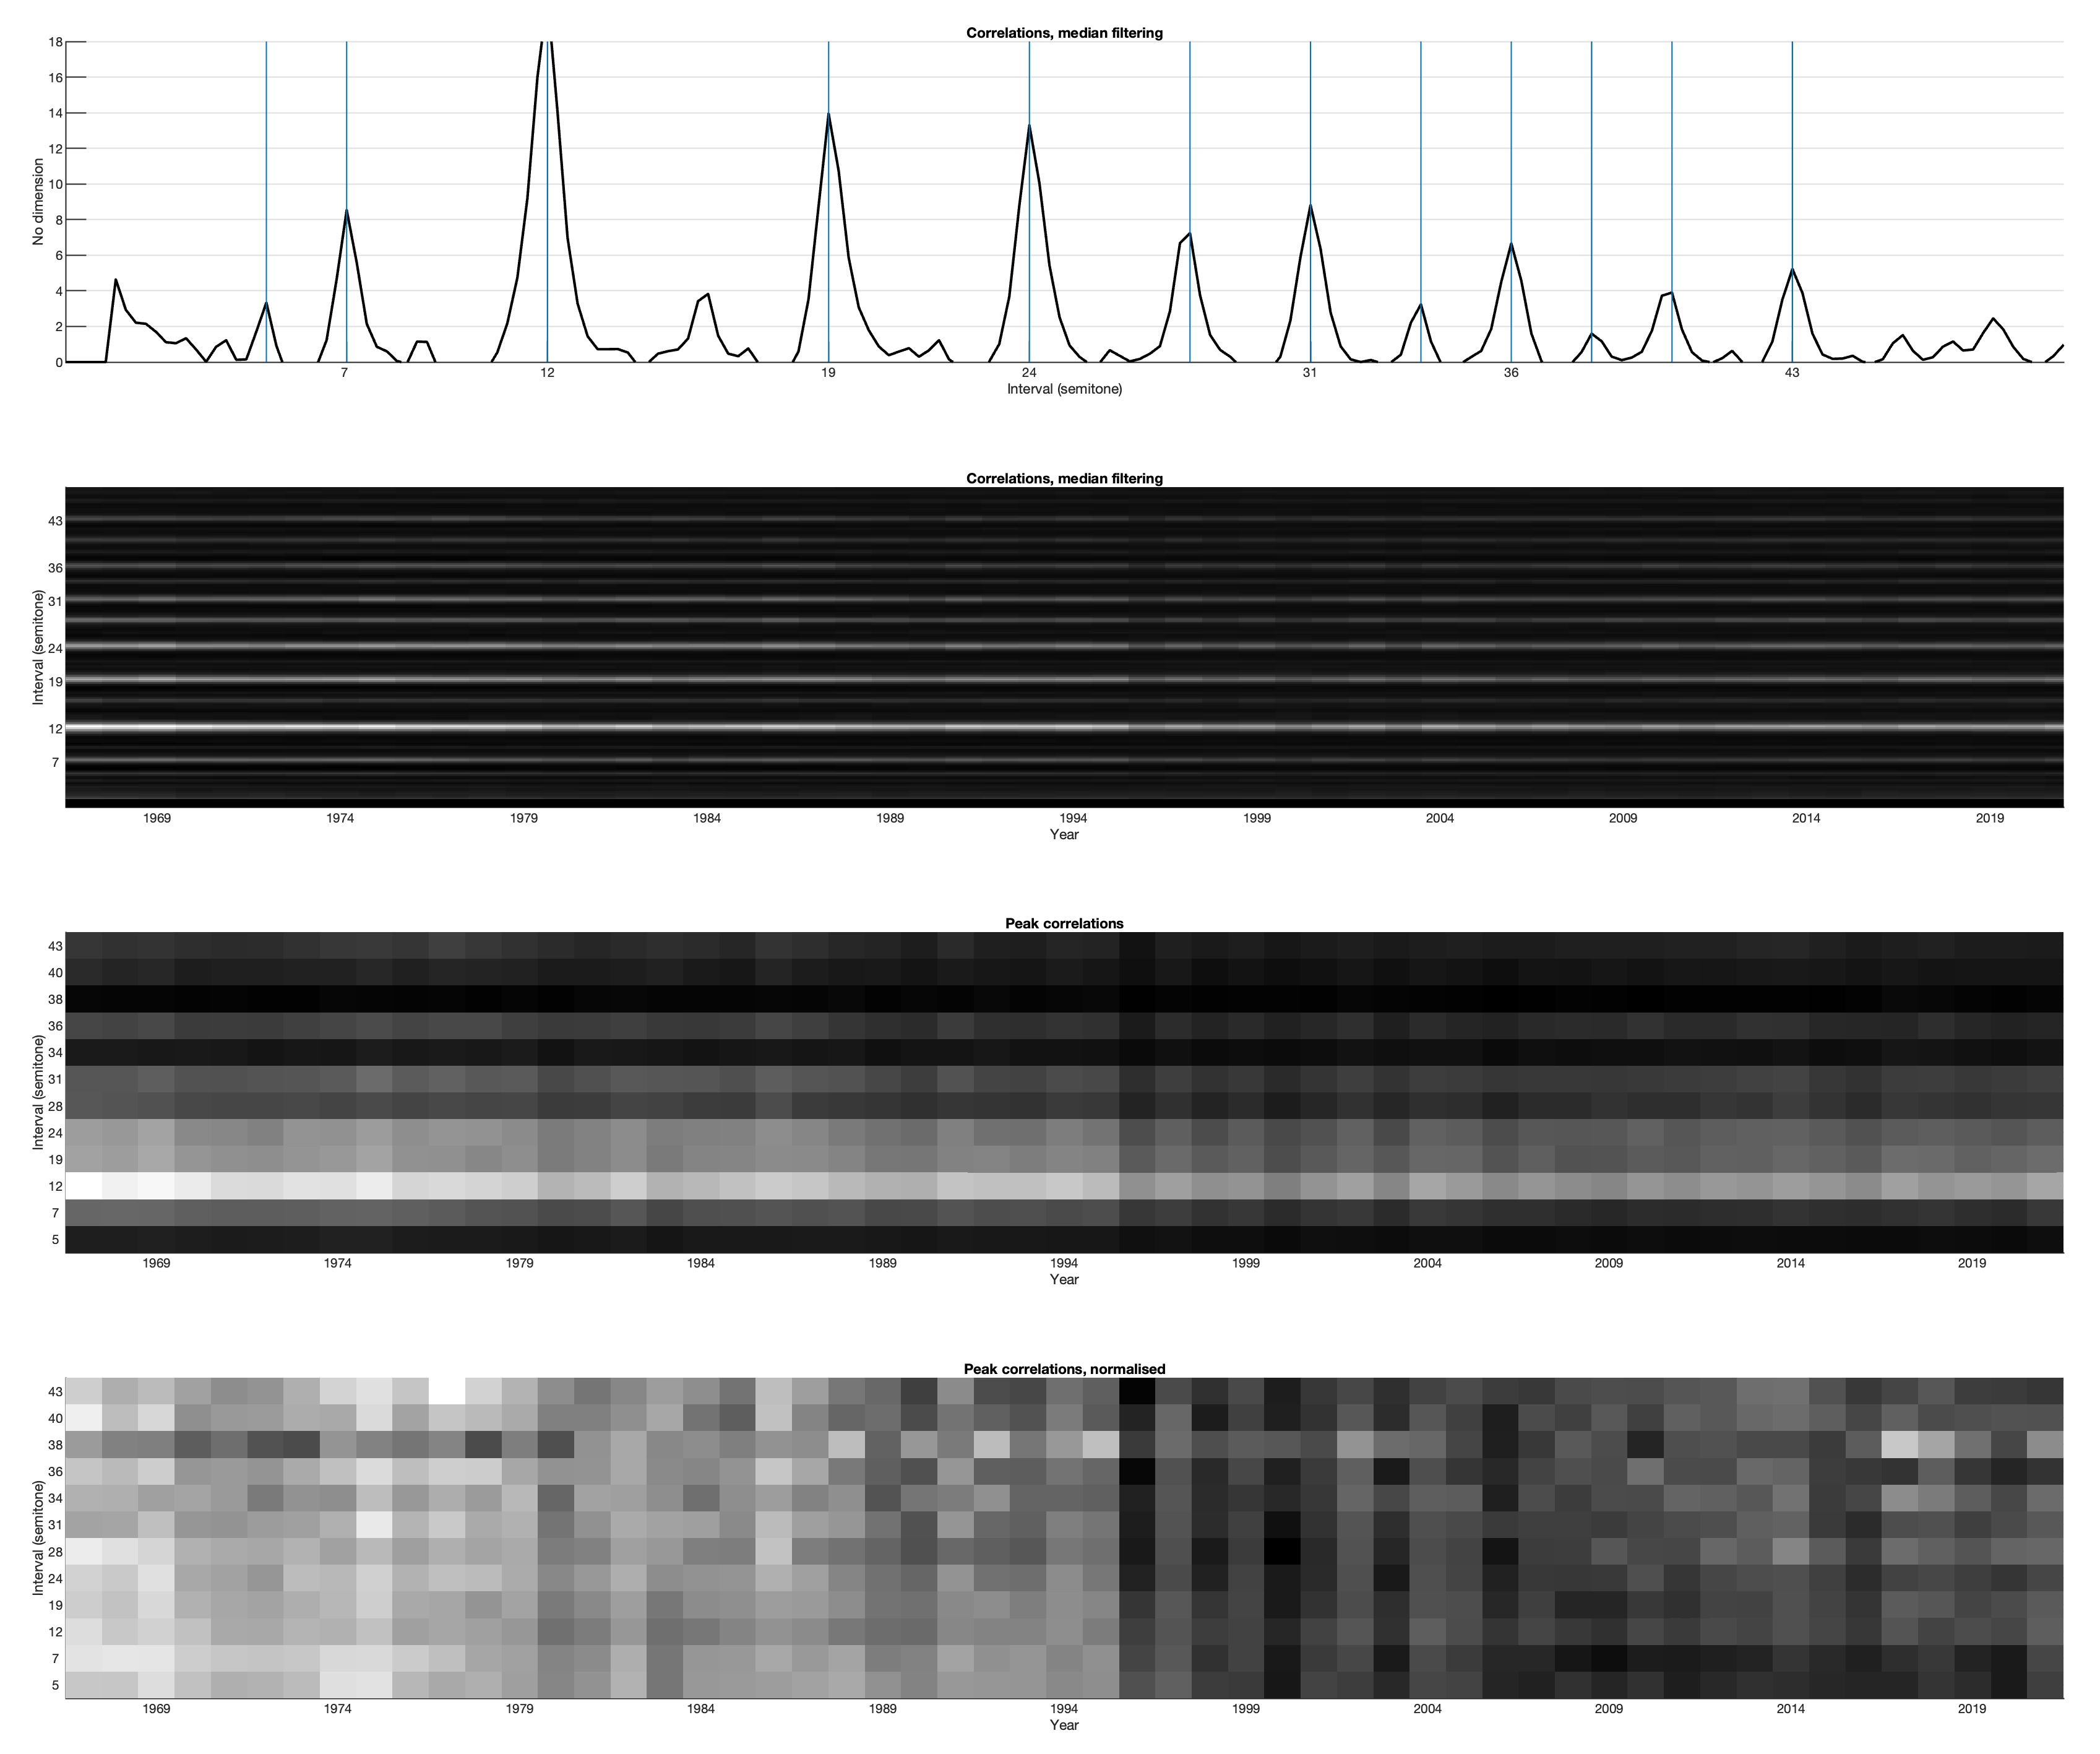 Correlations, median filtering
18
16
14
12
10
8
6
4
2
0
No dimension
7 12 19 24 31 36 43
Interval (semitone)
Correlations, median filtering
43
36
31
24
19
12
7
Interval (semitone)
1969 1974 1979 1984 1989 1994 1999 2004 2009 2014 2019
Year
Peak correlations
43
40
38
36
34
31
28
24
19
12
7
5
Interval (semitone)
1969 1974 1979 1984 1989 1994 1999 2004 2009 2014 2019
Year
Peak correlations, normalised
43
40
38
36
34
31
28
24
19
12
7
5
Interval (semitone)
1969 1974 1979 1984 1989 1994 1999 2004 2009 2014 2019
Year